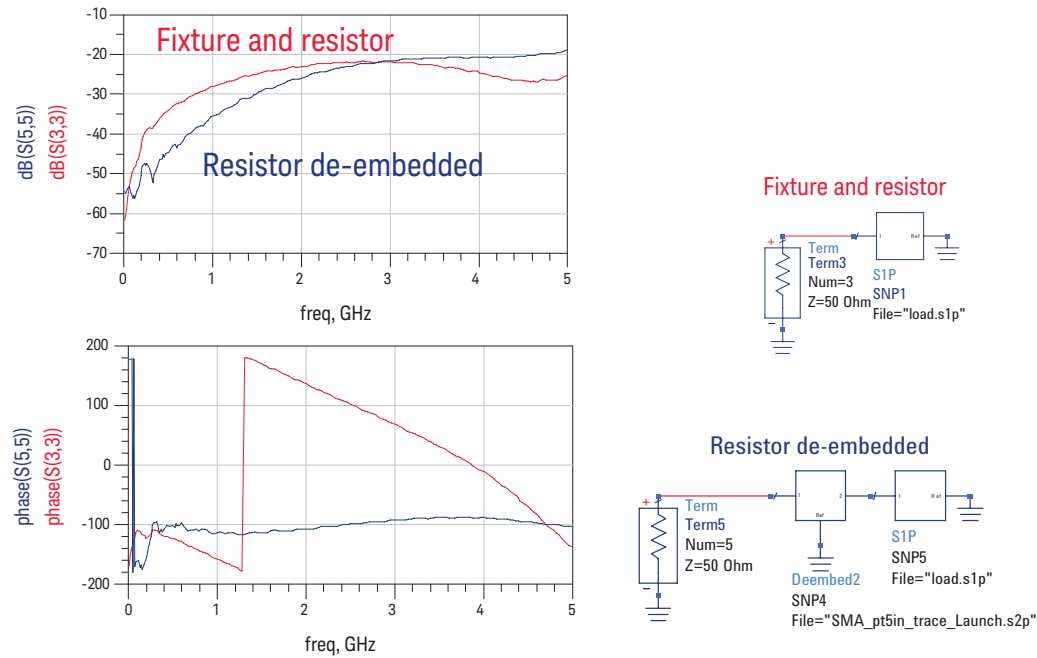 -10
-20
-30
-40
-50
-60
-70
Fixture and resistor
Resistor de-embedded
dB(S(5,5))
dB(S(3,3))
0
1
2
3
4
5
freq, GHz
200
100
0
-100
-200
phase(S(5,5))
phase(S(3,3))
0
1
2
3
4
5
freq, GHz
Fixture and resistor
+
-
Term
Term3
Num=3
Z=50 Ohm
1
Ref
S1P
SNP1
File="load.s1p"
Resistor de-embedded
+
-
Term
Term5
Num=5
Z=50 Ohm
1
2
Ref
Deembed2
SNP4
File="SMA_pt5in_trace_Launch.s2p"
1
Ref
S1P
SNP5
File="load.s1p"